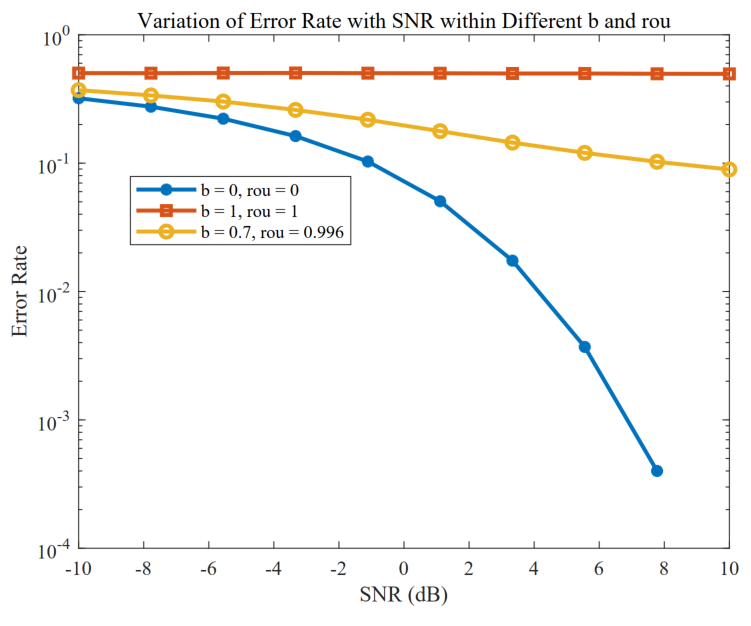 Variation of Error Rate with SNR within Different b and rou
10^0
10^-1
10^-2
10^-3
10^-4
Error Rate
b = 0, rou = 0
b = 1, rou = 1
b = 0.7, rou = 0.996
-10 -8 -6 -4 -2 0 2 4 6 8 10
SNR (dB)